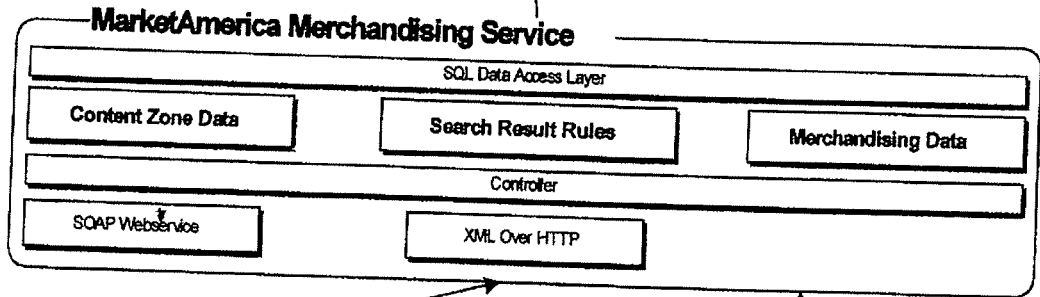 MarketAmerica Merchandising Service
SQL Data Access Layer
Content Zone Data
Search Result Rules
Merchandising Data
Controller
SOAP Webservice
XML Over HTTP